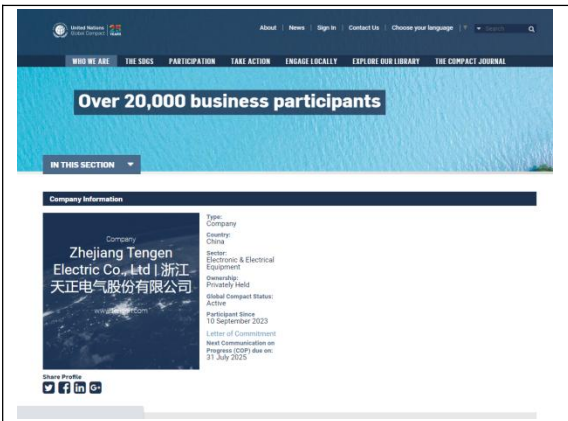 United Nations
Global Compact
About | News | Sign In | Contact Us | Choose your language | Search
WHO WE ARE THE SDGS PARTICIPATION TAKE ACTION ENGAGE LOCALLY EXPLORE OUR LIBRARY THE COMPACT JOURNAL
Over 20,000 business participants
IN THIS SECTION
Company Information
Company
Zhejiang Tengen
Electric Co., Ltd | 浙江
天正电气股份有限公司
Type:
Company
Country:
China
Sector:
Electronic & Electrical
Equipment
Ownership:
Privately Held
Global Compact Status:
Active
Participant Since
10 September 2023
Letter of Commitment
Next Communication on
Progress (COP) due on:
31 July 2025
Share Profile